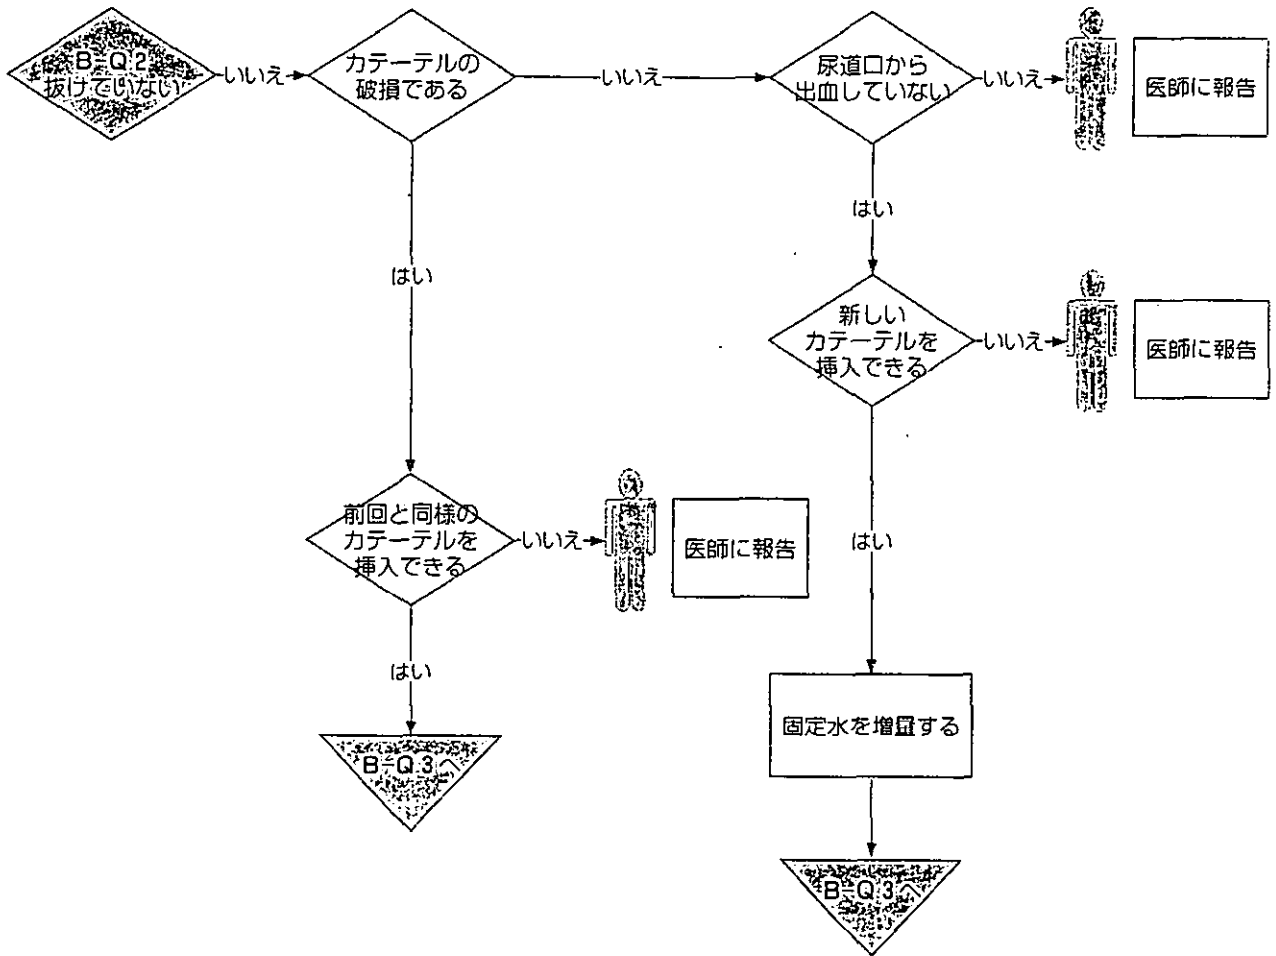 B-Q.2
抜けていない
いいえ
カテーテルの
破損である
いいえ
尿道口から
出血していない
いいえ
医師に報告
はい
はい
新しい
カテーテルを
挿入できる
いいえ
医師に報告
前回と同様の
カテーテルを
挿入できる
いいえ
医師に報告
はい
はい
固定水を増量する
B-Q.3へ
B-Q.3へ